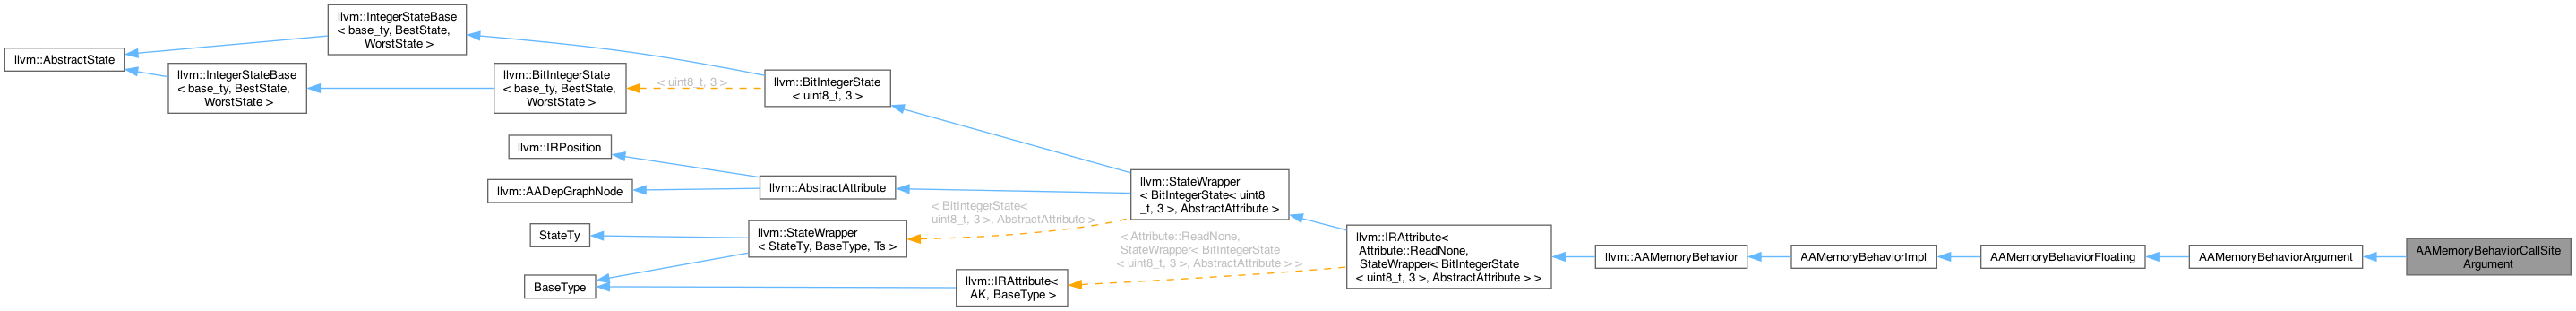 llvm::IntegerStateBase
< base_ty, BestState,
WorstState >
llvm::AbstractState
llvm::IntegerStateBase
< base_ty, BestState,
WorstState >
llvm::BitIntegerState
< base_ty, BestState,
WorstState >
< uint8_t, 3 >
llvm::BitIntegerState
< uint8_t, 3 >
llvm::IRPosition
llvm::AADepGraphNode
llvm::AbstractAttribute
StateTy
BaseType
llvm::StateWrapper
< StateTy, BaseType, Ts >
< BitIntegerState<
uint8_t, 3 >, AbstractAttribute >
llvm::StateWrapper
< BitIntegerState< uint8
_t, 3 >, AbstractAttribute >
llvm::IRAttribute<
AK, BaseType >
< Attribute::ReadNone,
StateWrapper< BitIntegerState
< uint8_t, 3 >, AbstractAttribute > >
llvm::IRAttribute<
Attribute::ReadNone,
StateWrapper< BitIntegerState
< uint8_t, 3 >, AbstractAttribute > >
llvm::AAMemoryBehavior
AAMemoryBehaviorImpl
AAMemoryBehaviorFloating
AAMemoryBehaviorArgument
AAMemoryBehaviorCallSite
Argument